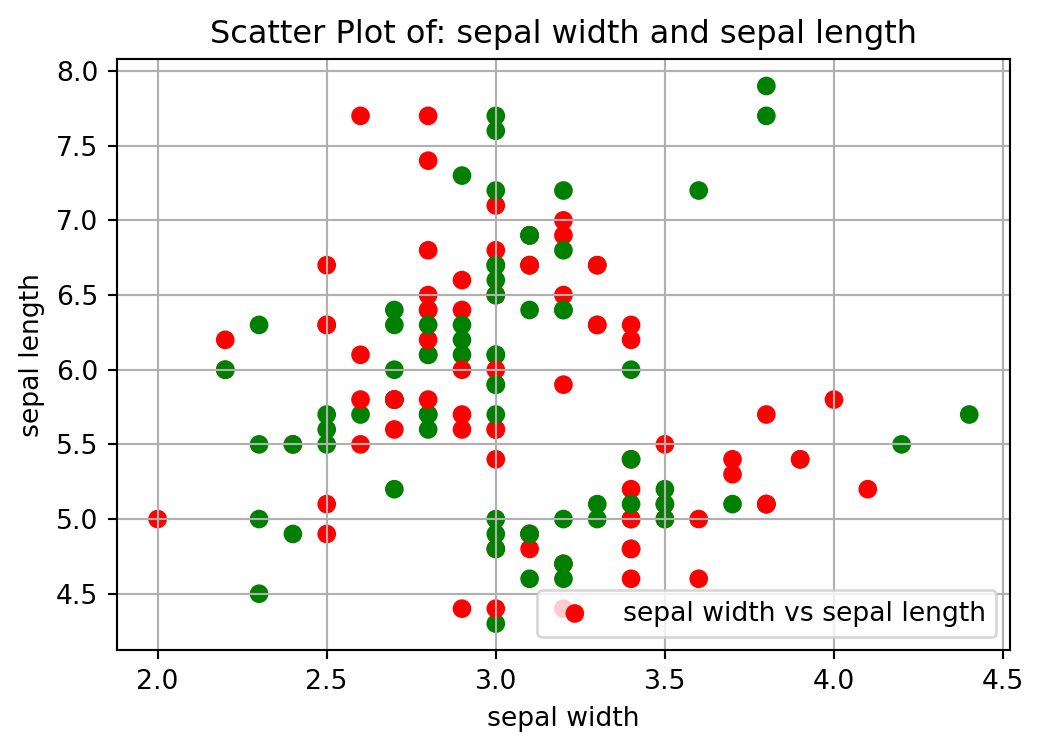 Scatter Plot of: sepal width and sepal length
8.0
7.5
7.0
6.5
6.0
5.5
5.0
4.5
sepal length
sepal width vs sepal length
2.0 2.5 3.0 3.5 4.0 4.5
sepal width